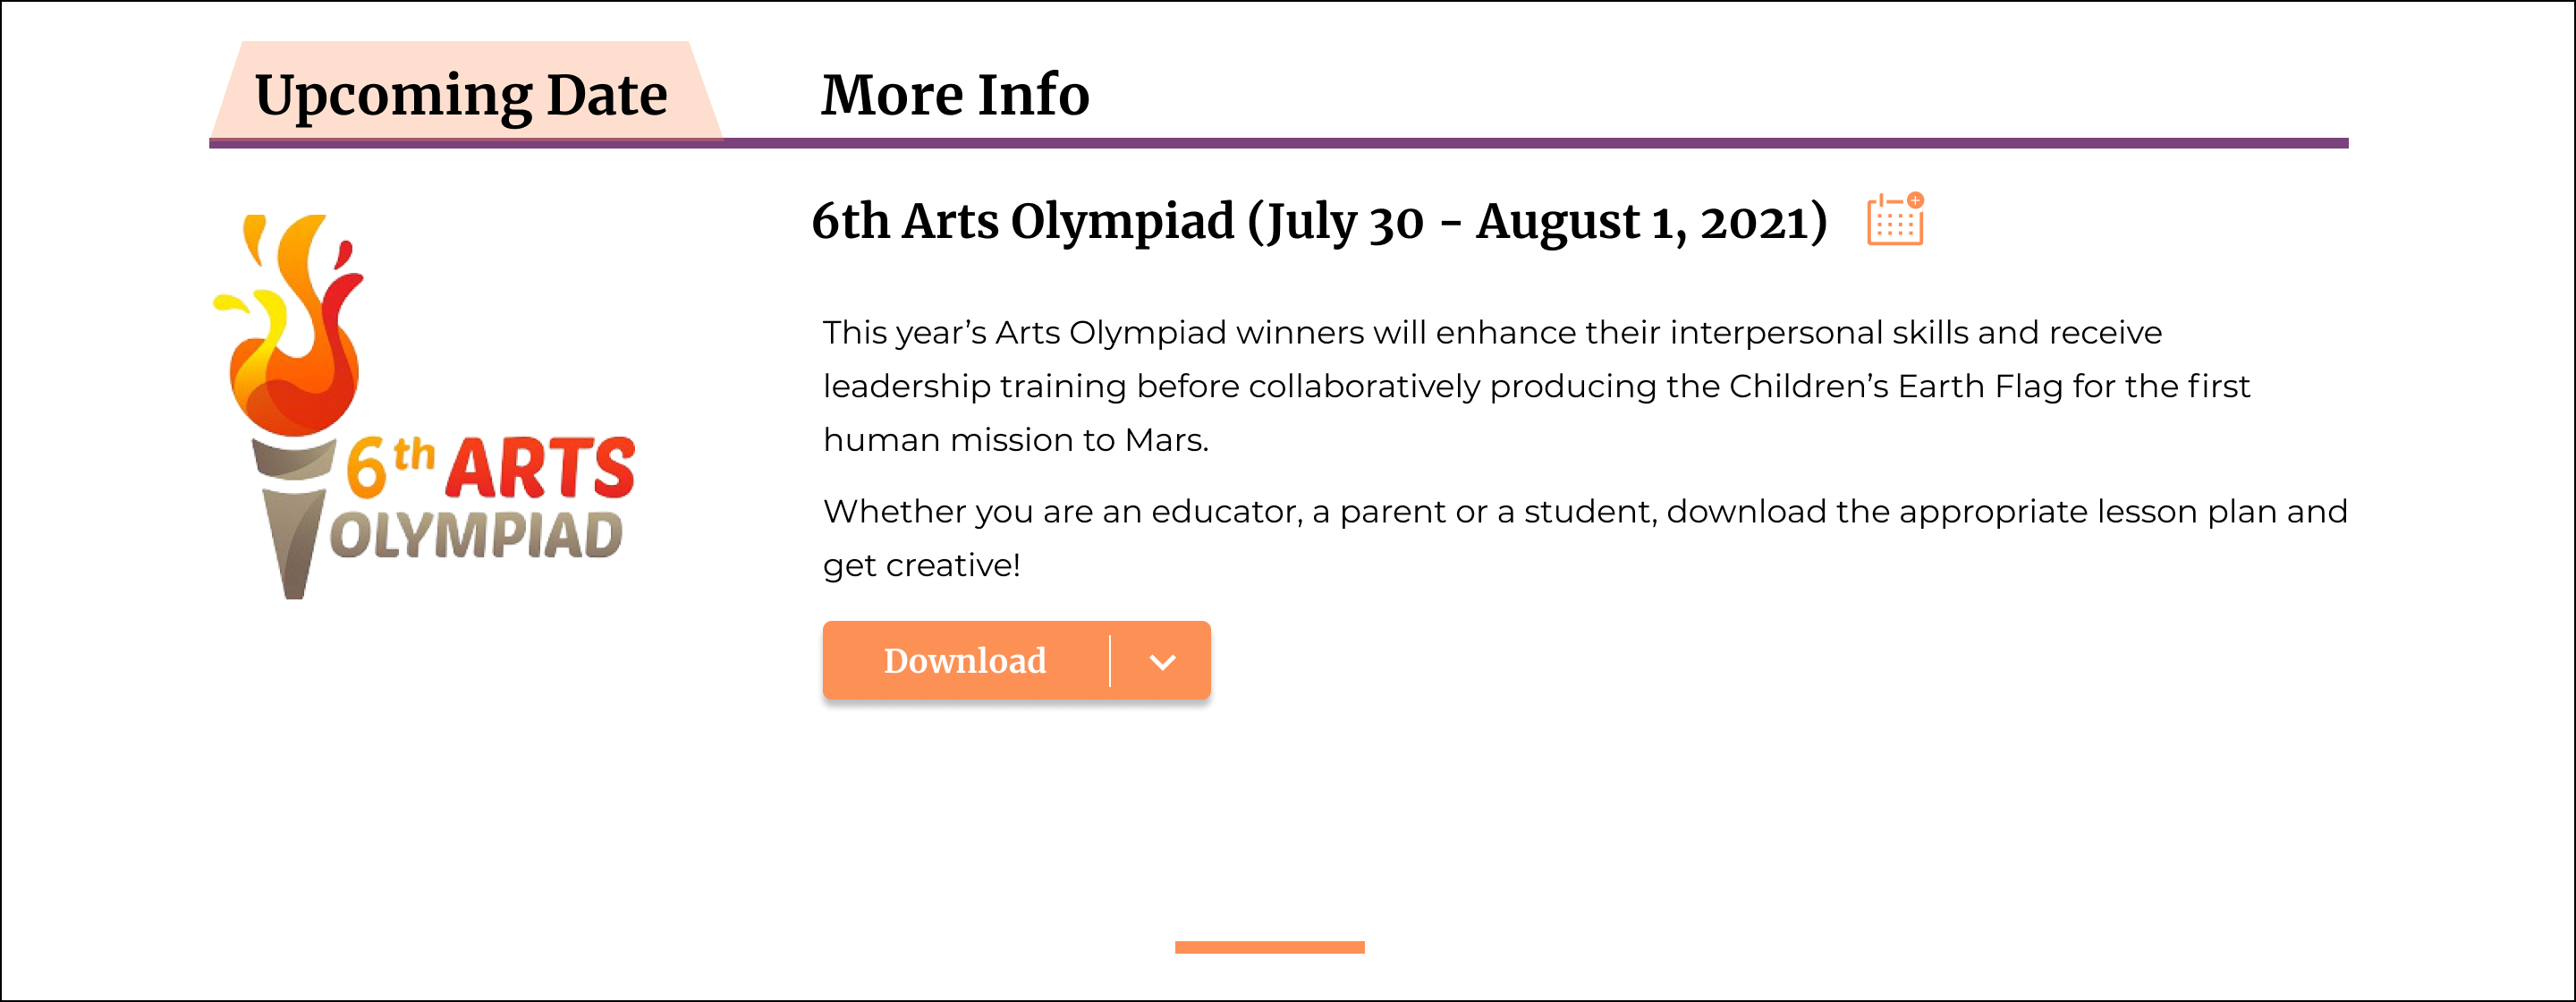 Upcoming Date
More Info
6th Arts Olympiad (July 30 - August 1, 2021)
6th ARTS
OLYMPIAD
This year’s Arts Olympiad winners will enhance their interpersonal skills and receive
leadership training before collaboratively producing the Children’s Earth Flag for the first
human mission to Mars.
Whether you are an educator, a parent or a student, download the appropriate lesson plan and
get creative!
Download